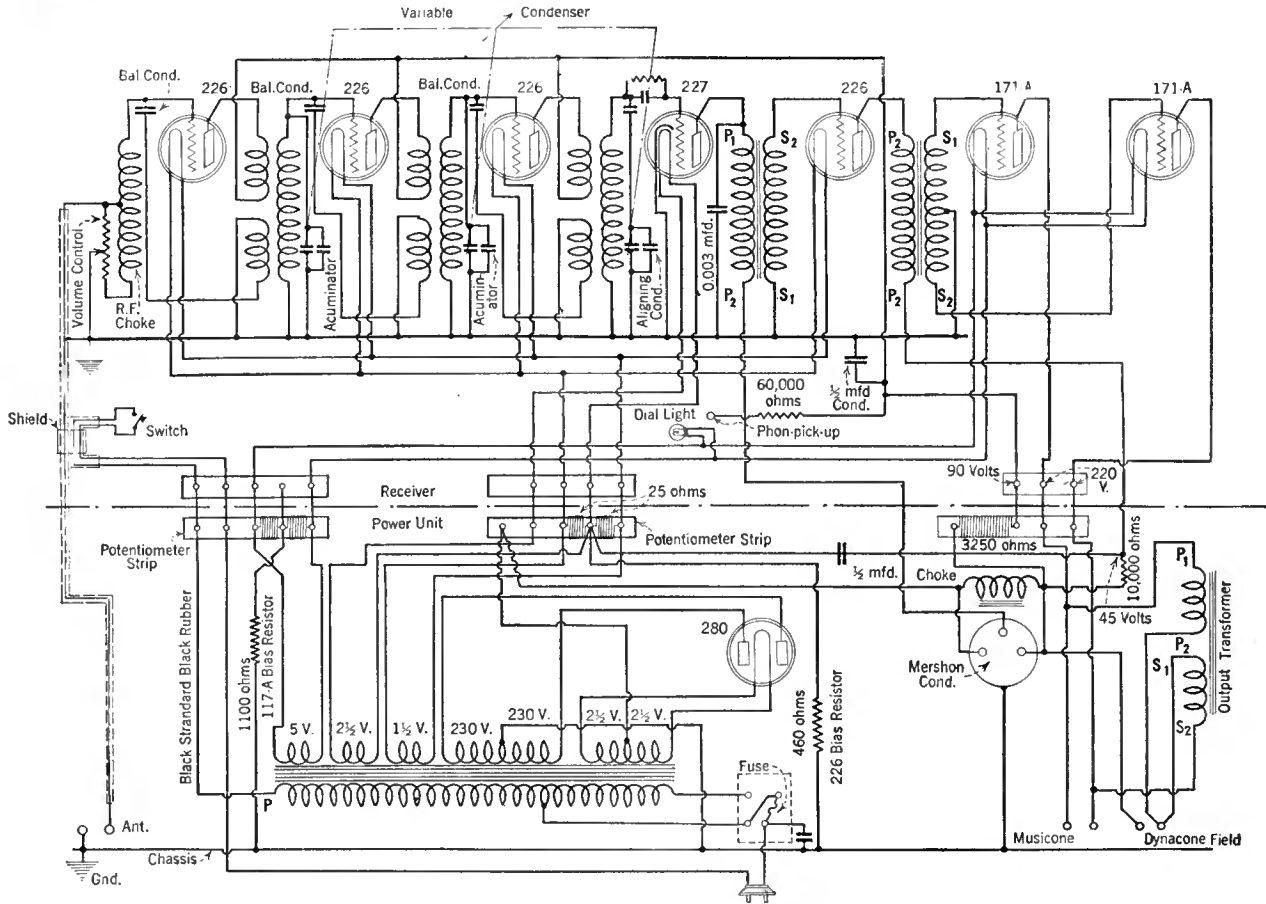 Variable Condenser
Bal. Cond.
226
Bal. Cond.
226
Bal. Cond.
226
227
226
171-A
171-A
P1
S2
P2
S1
Volume Control
R.F. Choke
Acuminator
Acumin-
ator
Aligning
Cond.
0.003 mfd.
P2
S1
P2
S2
½ mfd
Cond.
60,000
ohms
Dial Light
Phon-pick-up
Shield
Switch
90 Volts
220
V.
Receiver
25 ohms
Power Unit
Potentiometer
Strip
Potentiometer Strip
3250 ohms
½ mfd.
Choke
45 Volts
10,000 ohms
P1
P2
S1
S2
Output Transformer
280
Mershon
Cond.
Black Strandard Black Rubber
1100 ohms
117-A Bias Resistor
5 V.
2½ V.
1½ V.
230 V.
230 V.
2½ V.
2½ V.
460 ohms
226 Bias Resistor
P
Fuse
Ant.
Gnd.
Chassis
Musicone
Dynacone Field